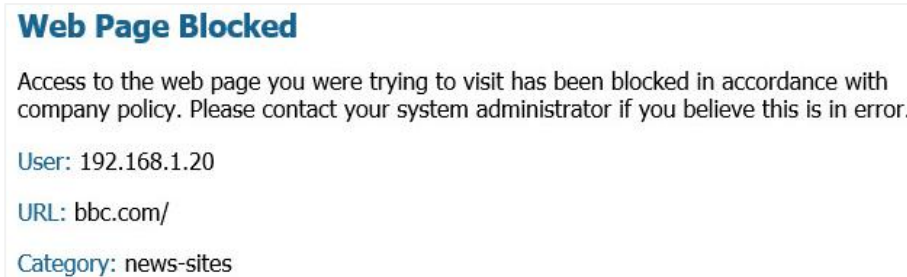 Web Page Blocked
Access to the web page you were trying to visit has been blocked in accordance with
company policy. Please contact your system administrator if you believe this is in error.
User: 192.168.1.20
URL: bbc.com/
Category: news-sites